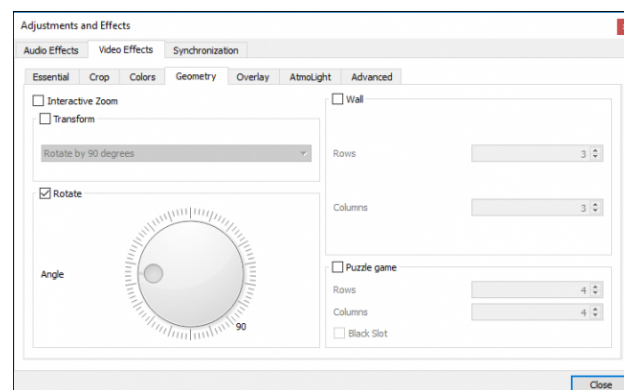 Adjustments and Effects
Audio Effects Video Effects Synchronization
Essential Crop Colors Geometry Overlay AtmoLight Advanced
Interactive Zoom
Transform
Rotate by 90 degrees
Rotate
Angle
90
Wall
Rows 3
Columns 3
Puzzle game
Rows 4
Columns 4
Black Slot
Close